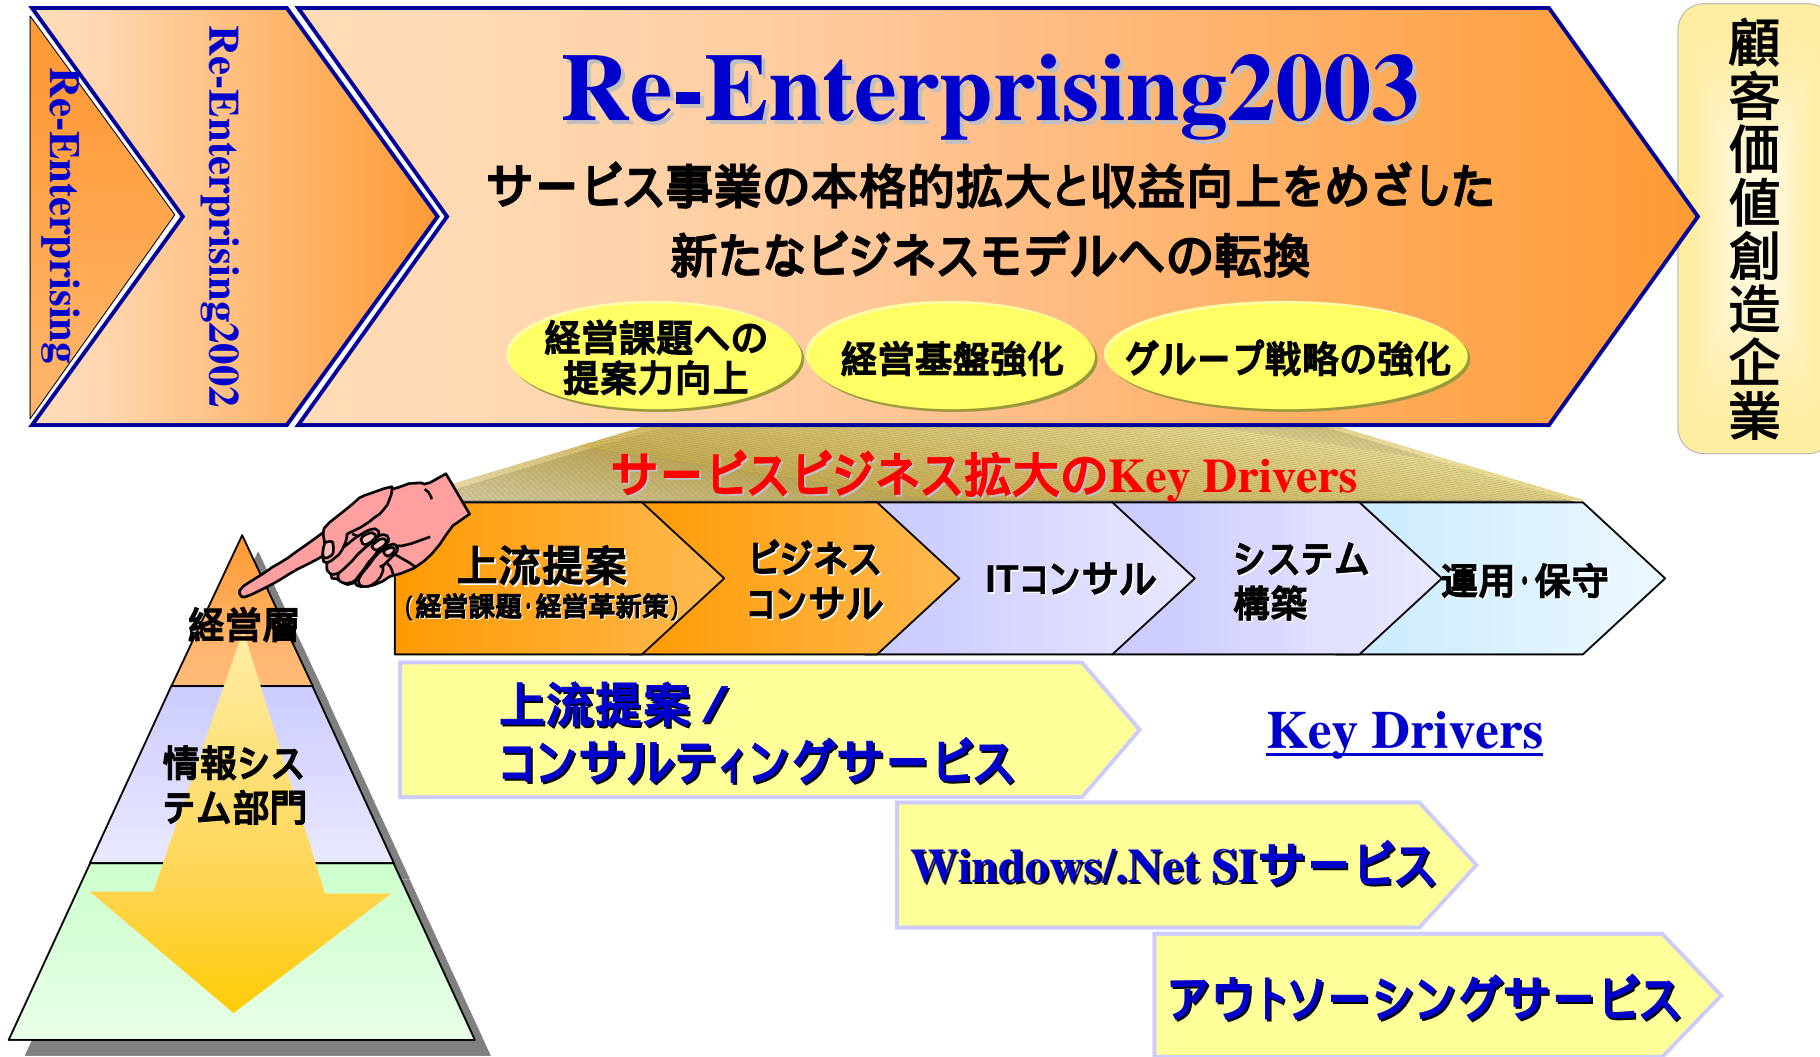 Re-Enterprising
Re-Enterprising2002
Re-Enterprising2003
サービス事業の本格的拡大と収益向上をめざした
新たなビジネスモデルへの転換
経営課題への
提案力向上
経営基盤強化
グループ戦略の強化
顧客価値創造企業
サービスビジネス拡大のKey Drivers
上流提案
(経営課題･経営革新策)
ビジネス
コンサル
ITコンサル
システム
構築
運用･保守
経営層
情報シス
テム部門
上流提案 /
コンサルティングサービス
Key Drivers
Windows/.Net SIサービス
アウトソーシングサービス